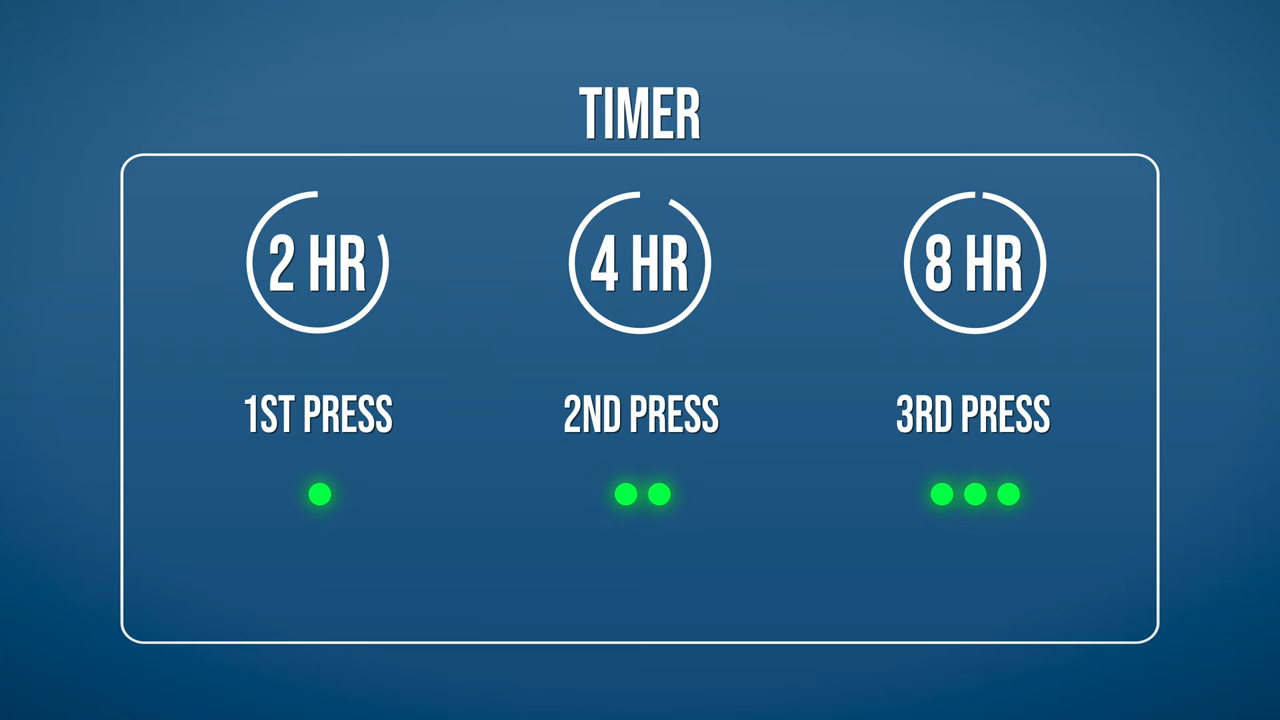 TIMER
2 HR
4 HR
8 HR
1ST PRESS
2ND PRESS
3RD PRESS